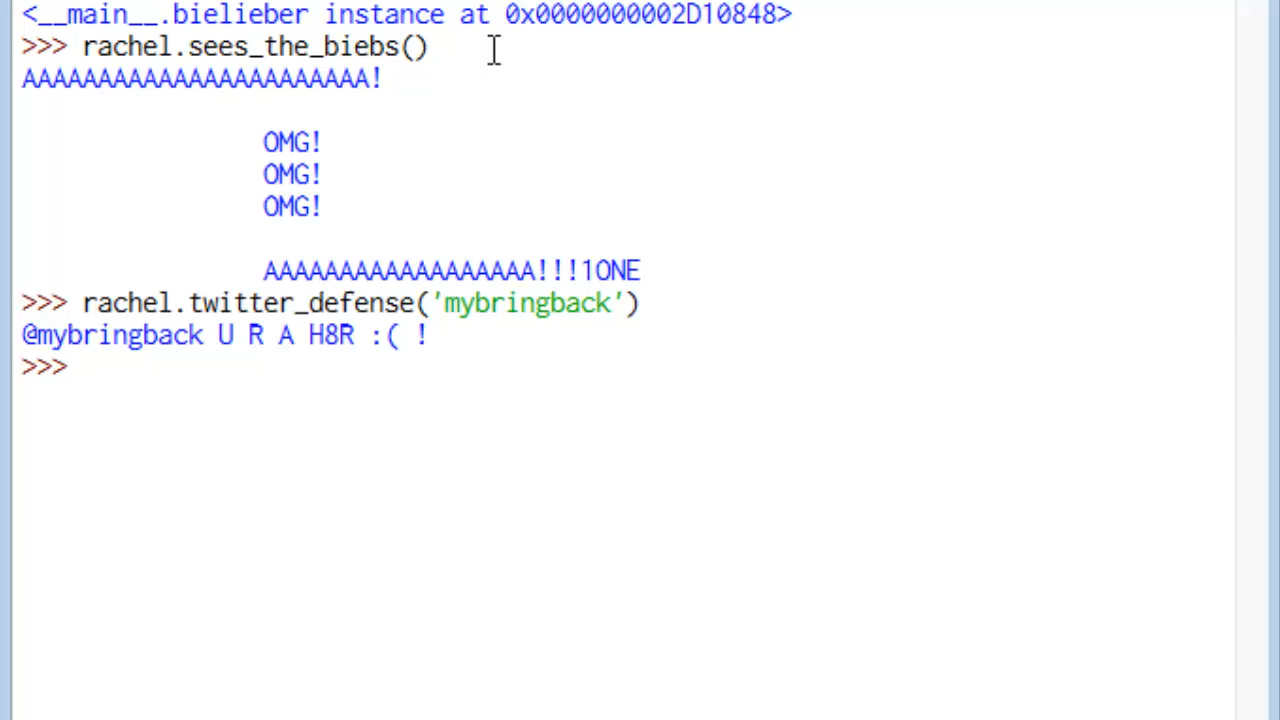 <__main__.bielieber instance at 0x0000000002D10848>
>>> rachel.sees_the_biebs()
AAAAAAAAAAAAAAAAAAAAAAA!
OMG!
OMG!
OMG!
AAAAAAAAAAAAAAAAAA!!!1ONE
>>> rachel.twitter_defense('mybringback')
@mybringback U R A H8R :( !
>>>